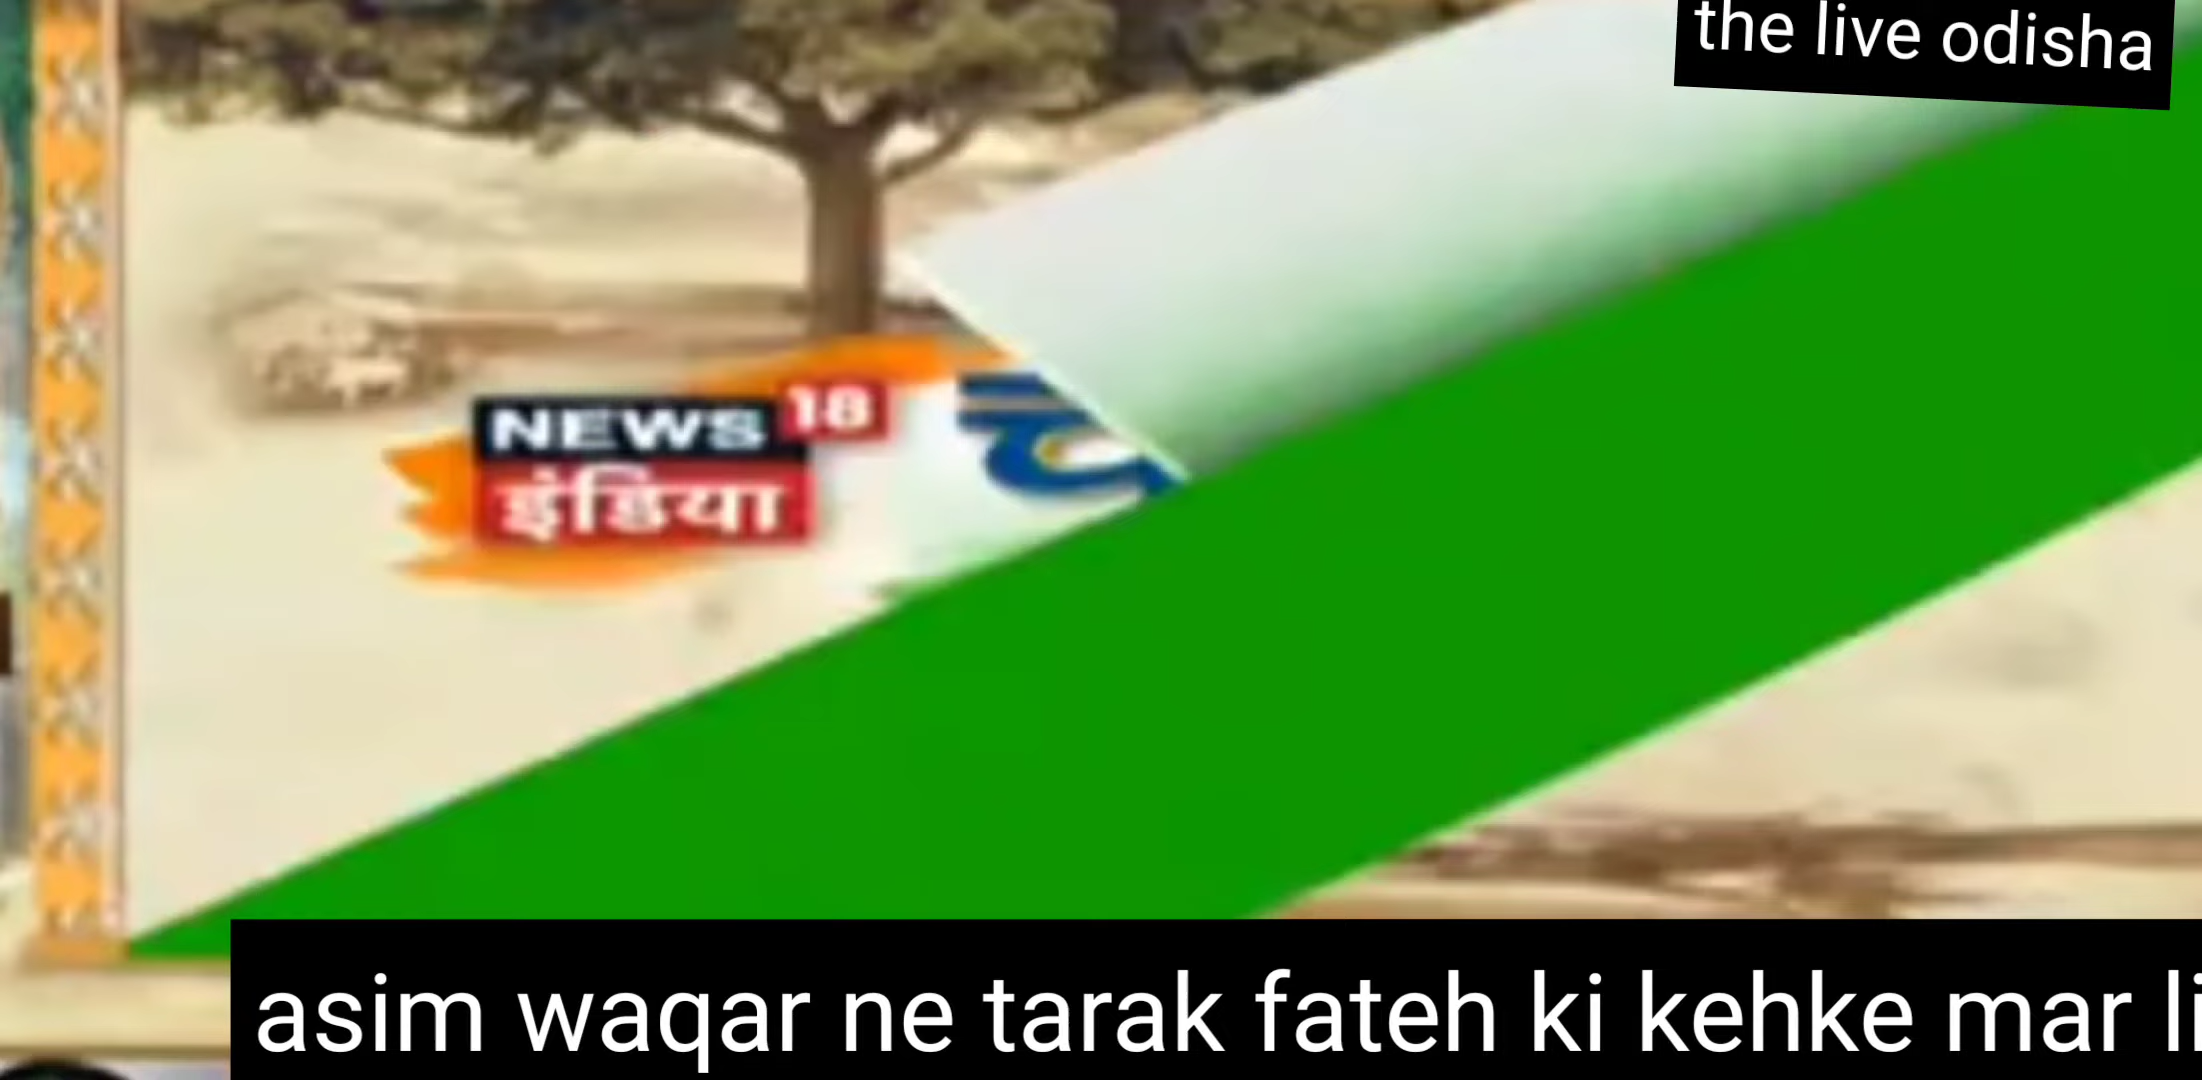 the live odisha
NEWS 18
इंडिया
asim waqar ne tarak fateh ki kehke mar li